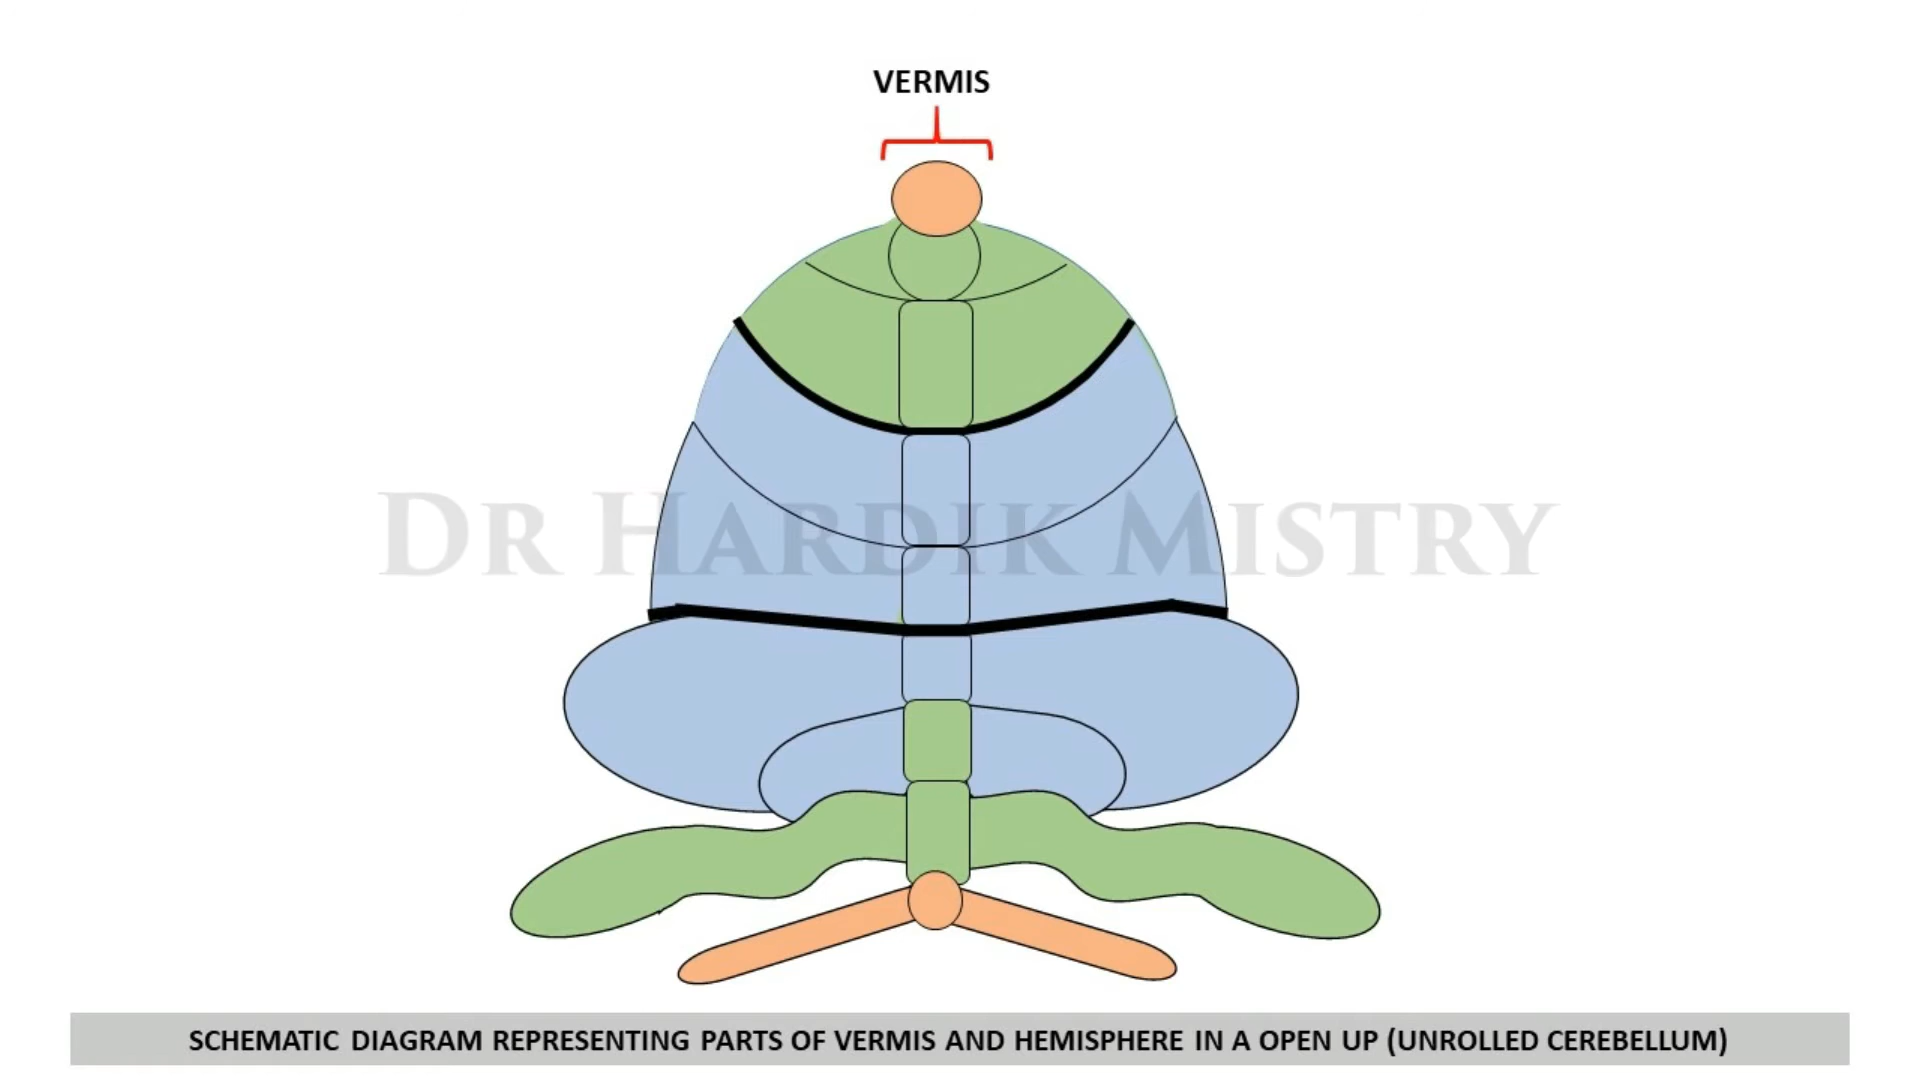 VERMIS
DR HARDIK MISTRY
SCHEMATIC DIAGRAM REPRESENTING PARTS OF VERMIS AND HEMISPHERE IN A OPEN UP (UNROLLED CEREBELLUM)